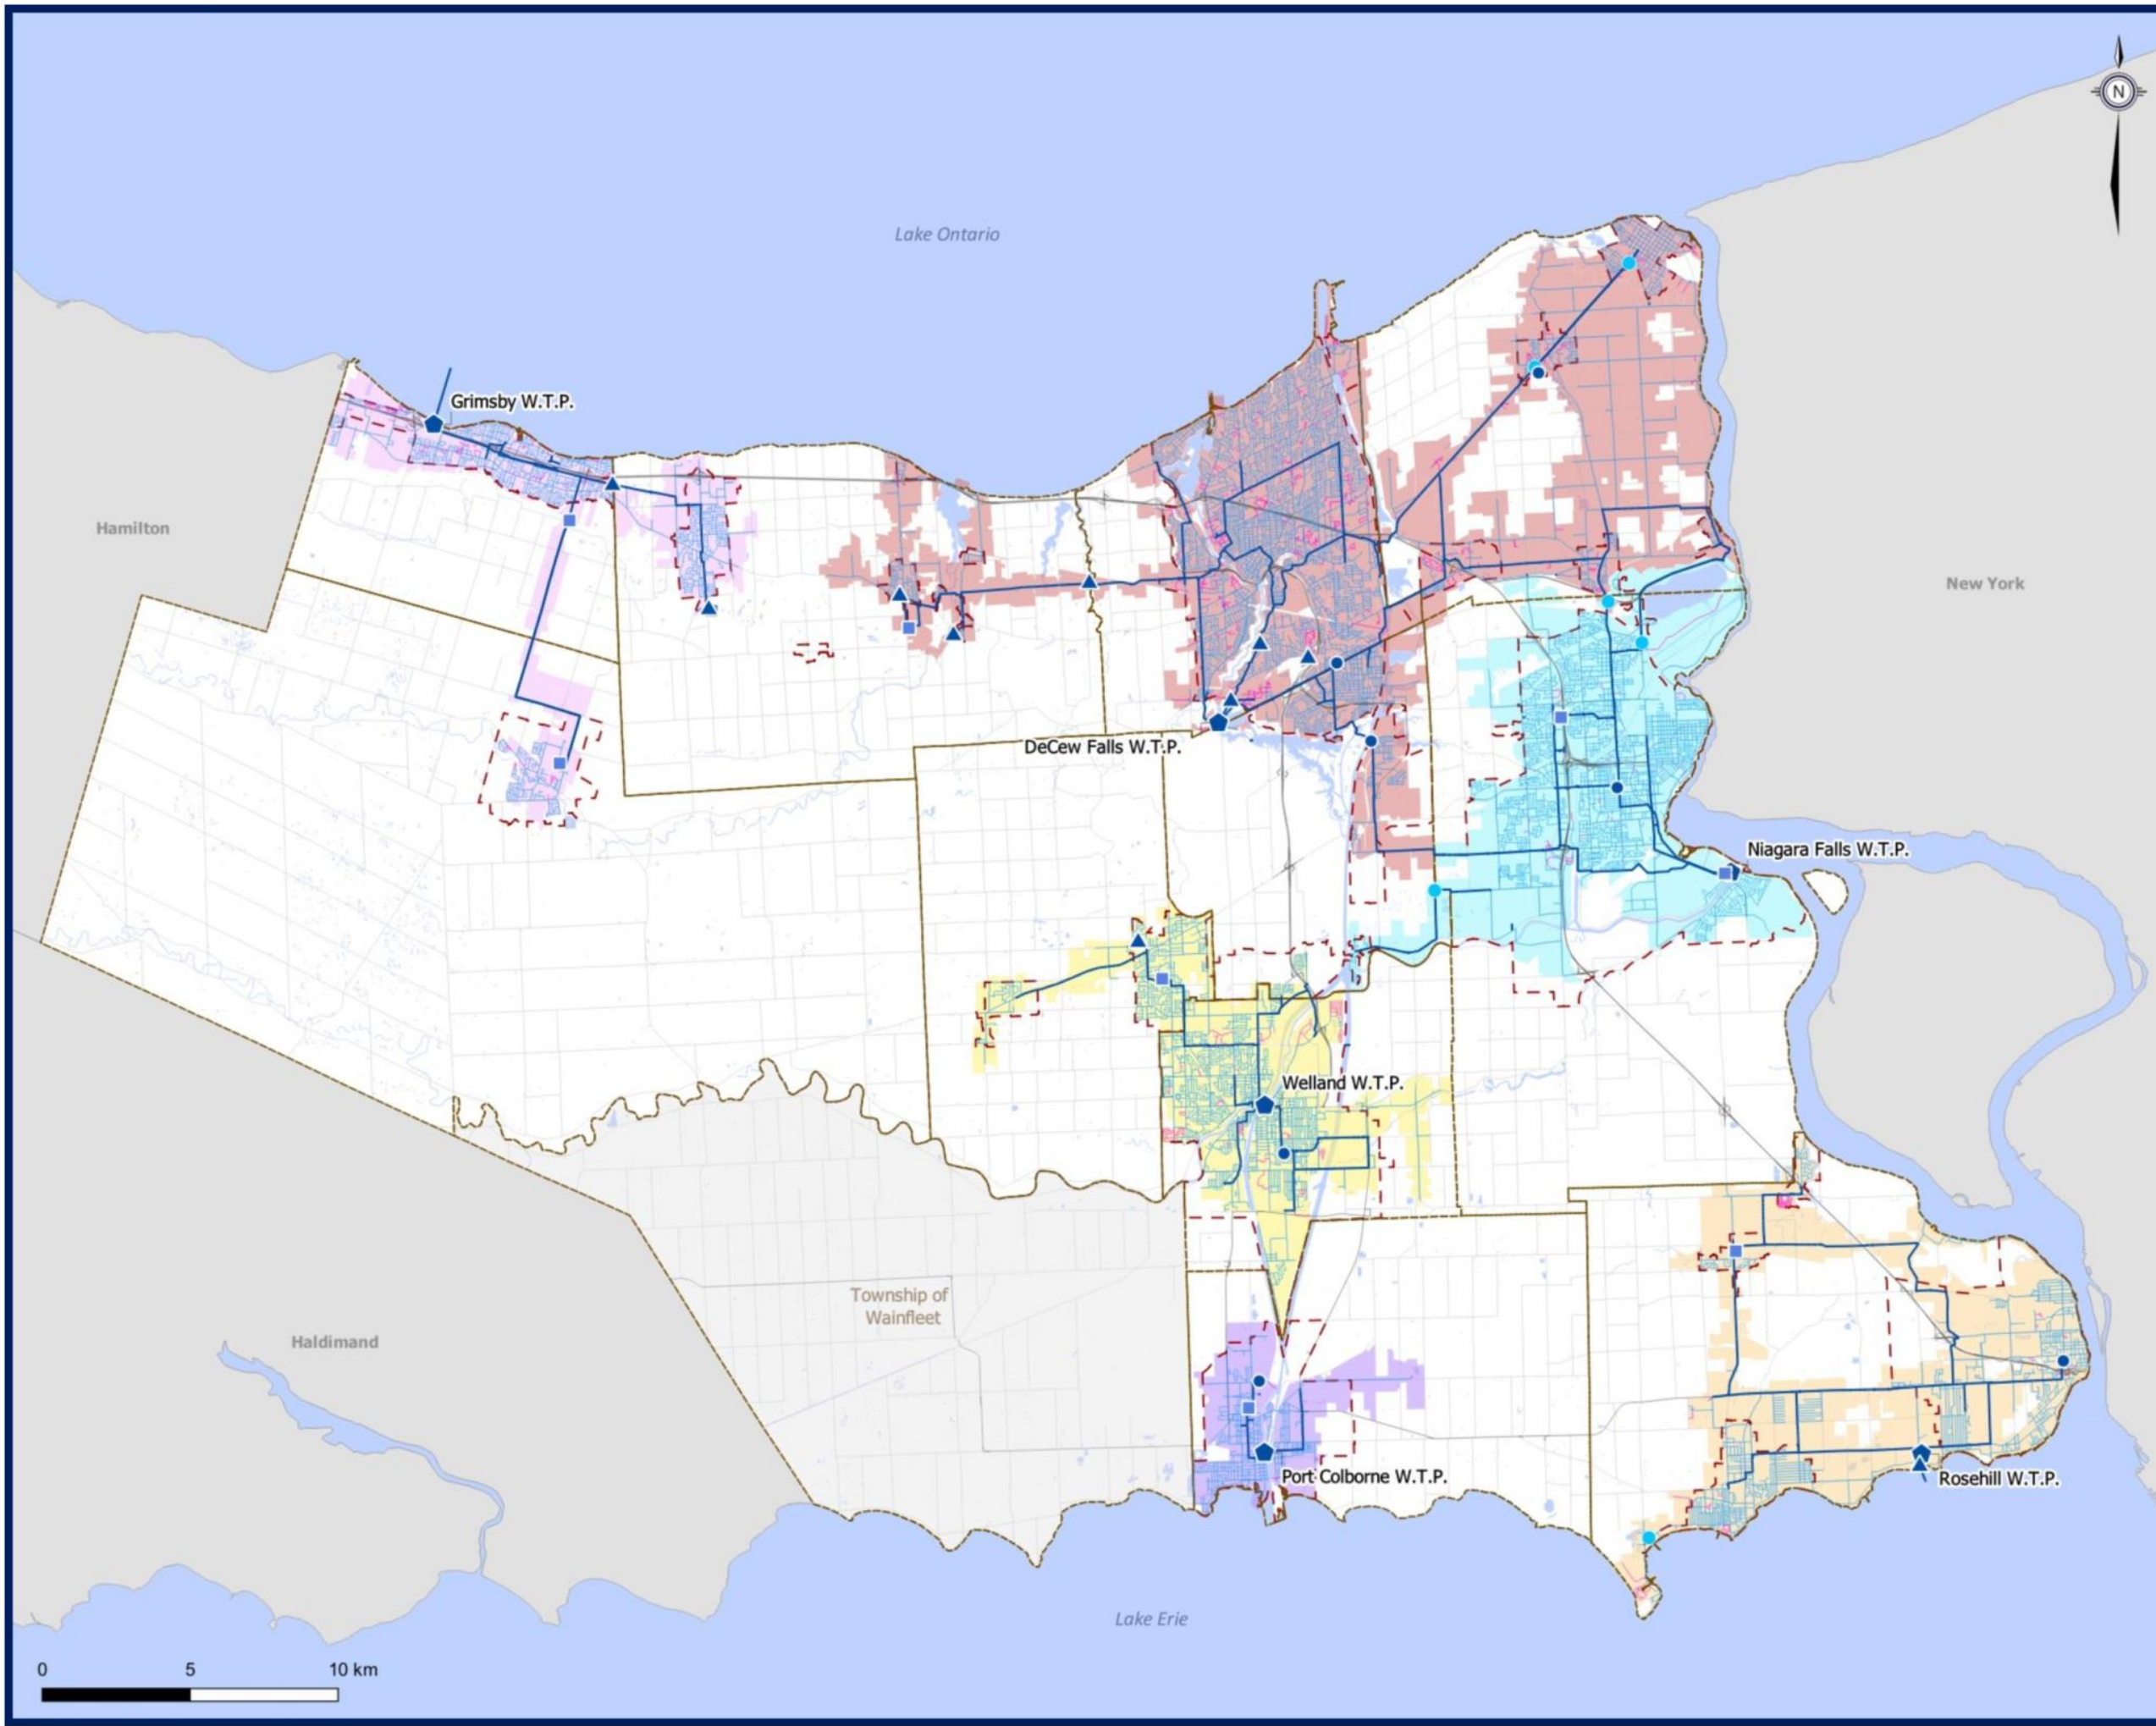 N
Lake Ontario
Grimsby W.T.P.
Hamilton
New York
DeCew Falls W.T.P.
Niagara Falls W.T.P.
Welland W.T.P.
Township of
Wainfleet
Haldimand
Port Colborne W.T.P.
Rosehill W.T.P.
Lake Erie
0 5 10 km